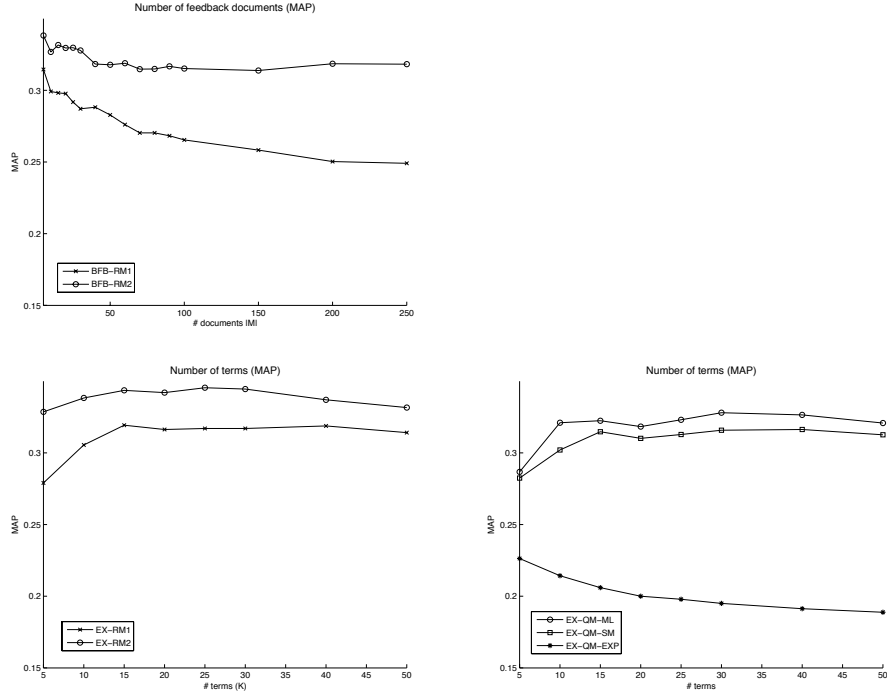 Number of feedback documents (MAP)
0.3
0.25
0.2
0.15
MAP
BFB−RM1
BFB−RM2
50 100 150 200 250
# documents |M|
Number of terms (MAP)
0.3
0.25
0.2
0.15
MAP
EX−RM1
EX−RM2
5 10 15 20 25 30 35 40 45 50
# terms (K)
Number of terms (MAP)
0.3
0.25
0.2
0.15
MAP
EX−QM−ML
EX−QM−SM
EX−QM−EXP
5 10 15 20 25 30 35 40 45 50
# terms